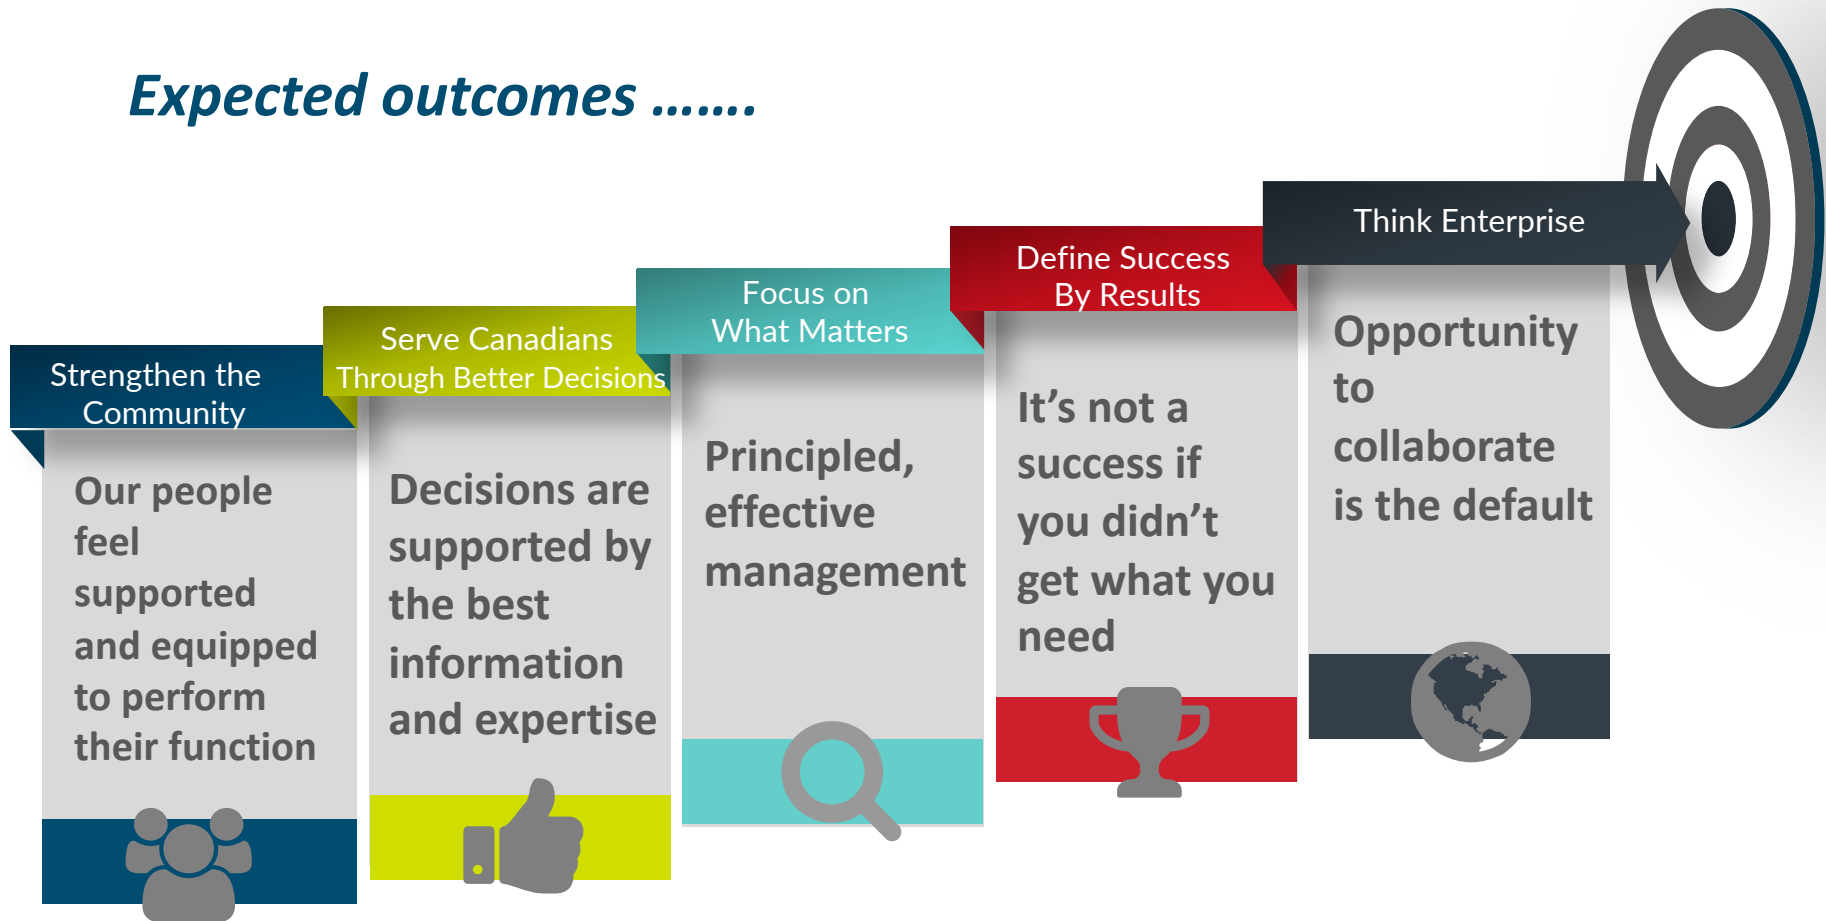 Expected outcomes .......
Strengthen the
Community
Our people
feel
supported
and equipped
to perform
their function
Serve Canadians
Through Better Decisions
Decisions are
supported by
the best
information
and expertise
Focus on
What Matters
Principled,
effective
management
Define Success
By Results
It’s not a
success if
you didn’t
get what you
need
Think Enterprise
Opportunity
to
collaborate
is the default